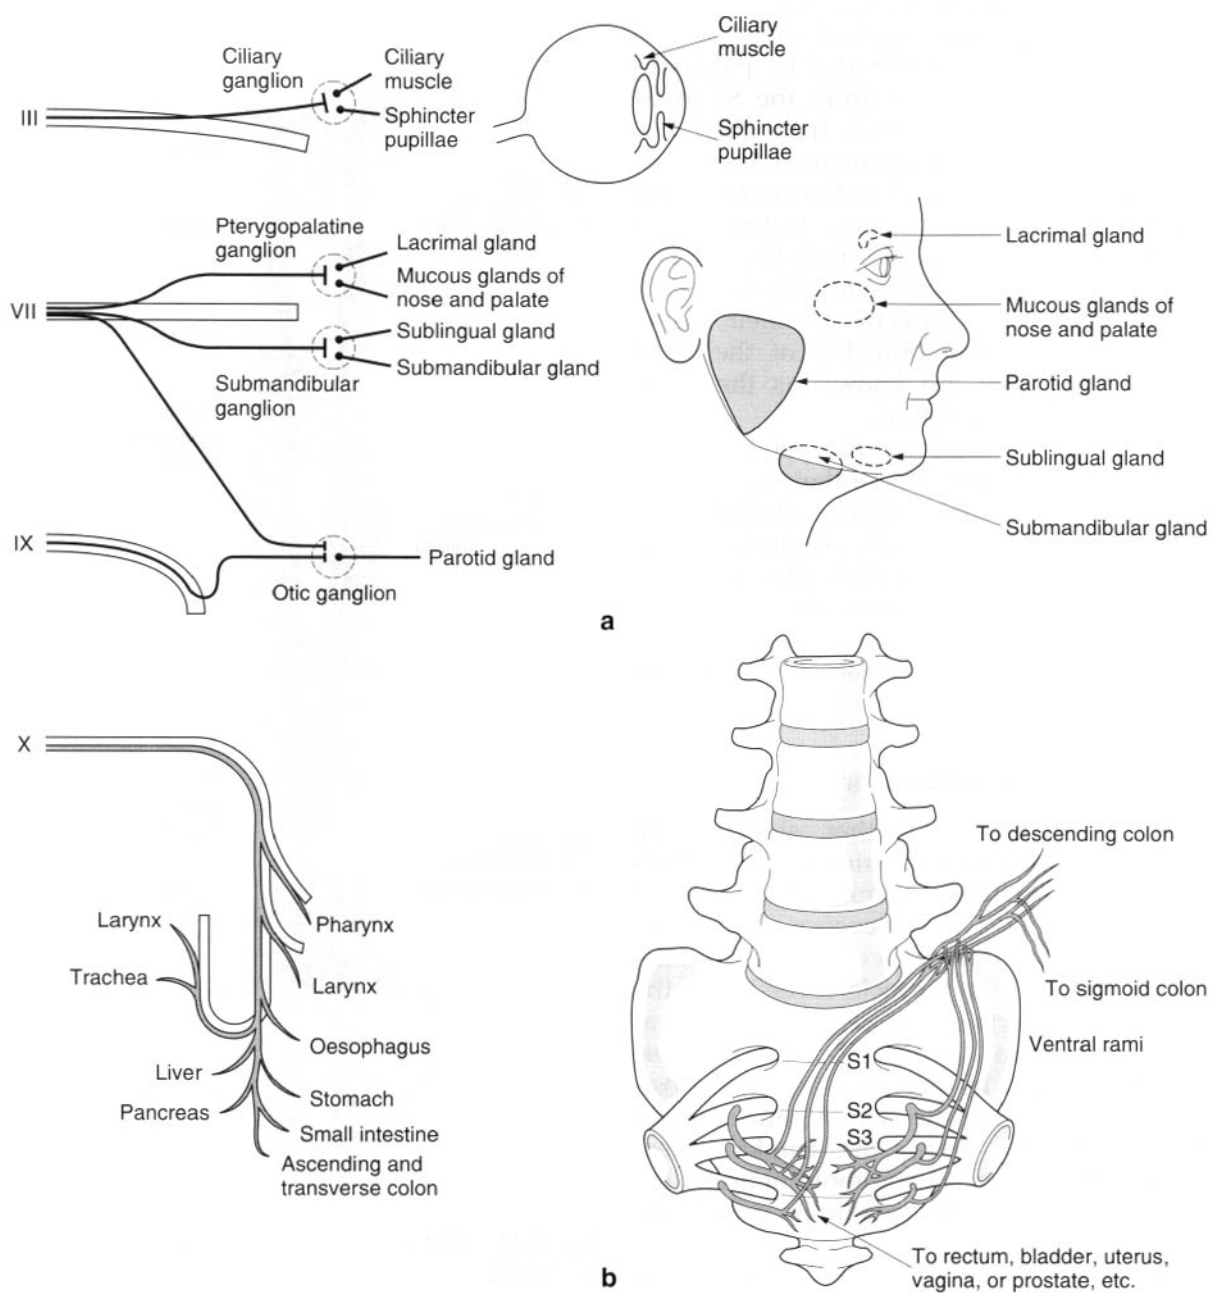 Ciliary
ganglion
Ciliary
muscle
Ciliary
muscle
III
Sphincter
pupillae
Sphincter
pupillae
Pterygopalatine
ganglion
Lacrimal gland
Lacrimal gland
Mucous glands of
nose and palate
VII
Mucous glands of
nose and palate
Sublingual gland
Submandibular gland
Submandibular
ganglion
Parotid gland
Sublingual gland
Submandibular gland
IX
Parotid gland
Otic ganglion
a
X
Larynx
Pharynx
Trachea
Larynx
Oesophagus
Liver
Stomach
Pancreas
Small intestine
Ascending and
transverse colon
To descending colon
To sigmoid colon
Ventral rami
S1
S2
S3
To rectum, bladder, uterus,
vagina, or prostate, etc.
b